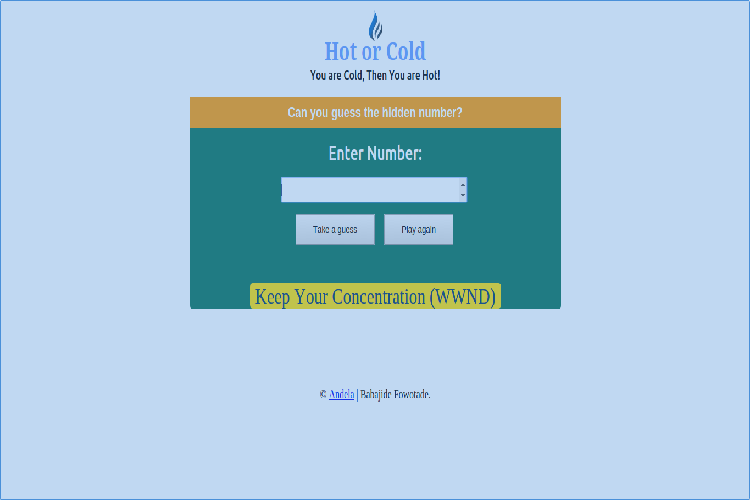 Hot or Cold
You are Cold, Then You are Hot!
Can you guess the hidden number?
Enter Number:
Take a guess Play again
Keep Your Concentration (WWND)
© Andela | Babajide Fowotade.